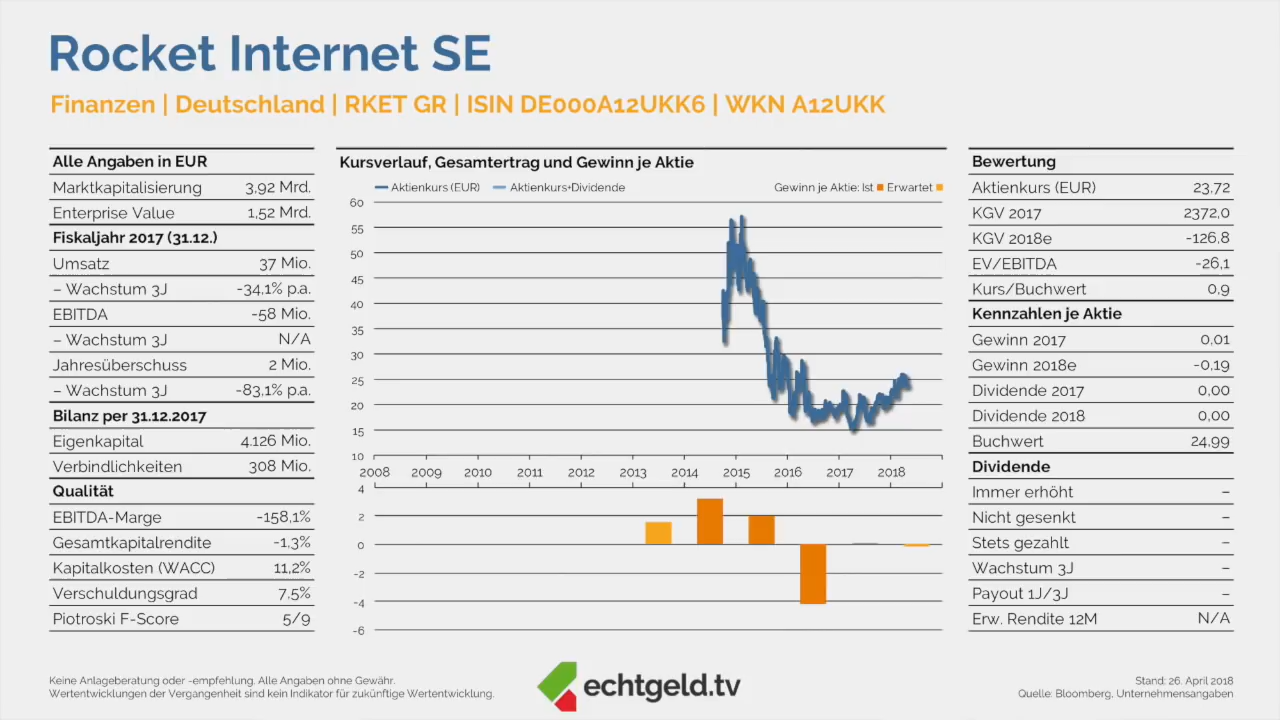 Rocket Internet SE
Finanzen | Deutschland | RKET GR | ISIN DE000A12UKK6 | WKN A12UKK
Alle Angaben in EUR
Marktkapitalisierung 3,92 Mrd.
Enterprise Value 1,52 Mrd.
Fiskaljahr 2017 (31.12.)
Umsatz 37 Mio.
– Wachstum 3J -34,1% p.a.
EBITDA -58 Mio.
– Wachstum 3J N/A
Jahresüberschuss 2 Mio.
– Wachstum 3J -83,1% p.a.
Bilanz per 31.12.2017
Eigenkapital 4.126 Mio.
Verbindlichkeiten 308 Mio.
Qualität
EBITDA-Marge -158,1%
Gesamtkapitalrendite -1,3%
Kapitalkosten (WACC) 11,2%
Verschuldungsgrad 7,5%
Piotroski F-Score 5/9
Kursverlauf, Gesamtertrag und Gewinn je Aktie
Aktienkurs (EUR) Aktienkurs+Dividende Gewinn je Aktie: Ist Erwartet
60
55
50
45
40
35
30
25
20
15
10
2008 2009 2010 2011 2012 2013 2014 2015 2016 2017 2018
4
2
0
-2
-4
-6
Bewertung
Aktienkurs (EUR) 23,72
KGV 2017 2372,0
KGV 2018e -126,8
EV/EBITDA -26,1
Kurs/Buchwert 0,9
Kennzahlen je Aktie
Gewinn 2017 0,01
Gewinn 2018e -0,19
Dividende 2017 0,00
Dividende 2018 0,00
Buchwert 24,99
Dividende
Immer erhöht –
Nicht gesenkt –
Stets gezahlt –
Wachstum 3J –
Payout 1J/3J –
Erw. Rendite 12M N/A
Keine Anlageberatung oder -empfehlung. Alle Angaben ohne Gewähr.
Wertentwicklungen der Vergangenheit sind kein Indikator für zukünftige Wertentwicklung.
echtgeld.tv
Stand: 26. April 2018
Quelle: Bloomberg, Unternehmensangaben